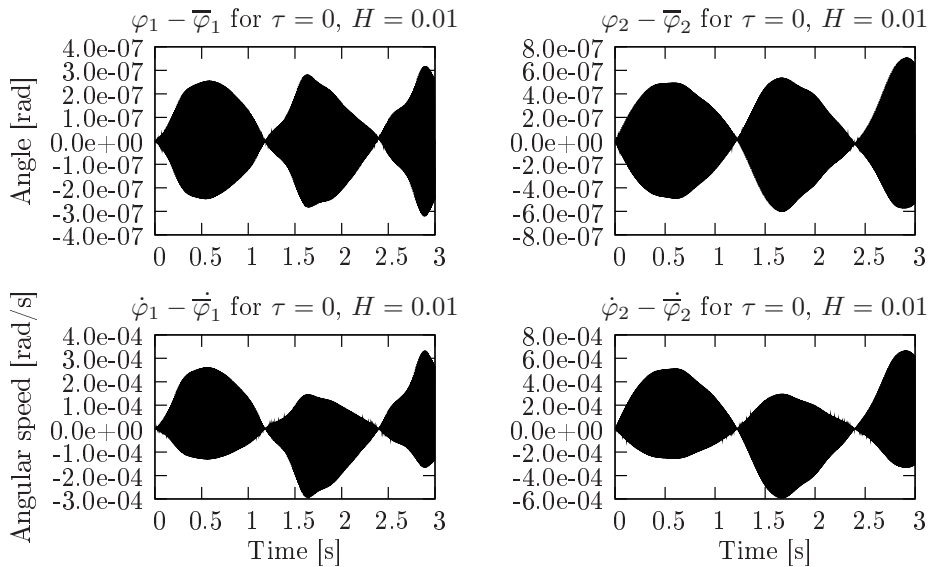 φ₁ − φ̅₁ for τ = 0, H = 0.01
4.0e-07
3.0e-07
2.0e-07
1.0e-07
0.0e+00
-1.0e-07
-2.0e-07
-3.0e-07
-4.0e-07
Angle [rad]
0 0.5 1 1.5 2 2.5 3
φ₂ − φ̅₂ for τ = 0, H = 0.01
8.0e-07
6.0e-07
4.0e-07
2.0e-07
0.0e+00
-2.0e-07
-4.0e-07
-6.0e-07
-8.0e-07
0 0.5 1 1.5 2 2.5 3
φ̇₁ − φ̅̇₁ for τ = 0, H = 0.01
4.0e-04
3.0e-04
2.0e-04
1.0e-04
0.0e+00
-1.0e-04
-2.0e-04
-3.0e-04
Angular speed [rad/s]
0 0.5 1 1.5 2 2.5 3
Time [s]
φ̇₂ − φ̅̇₂ for τ = 0, H = 0.01
8.0e-04
6.0e-04
4.0e-04
2.0e-04
0.0e+00
-2.0e-04
-4.0e-04
-6.0e-04
0 0.5 1 1.5 2 2.5 3
Time [s]